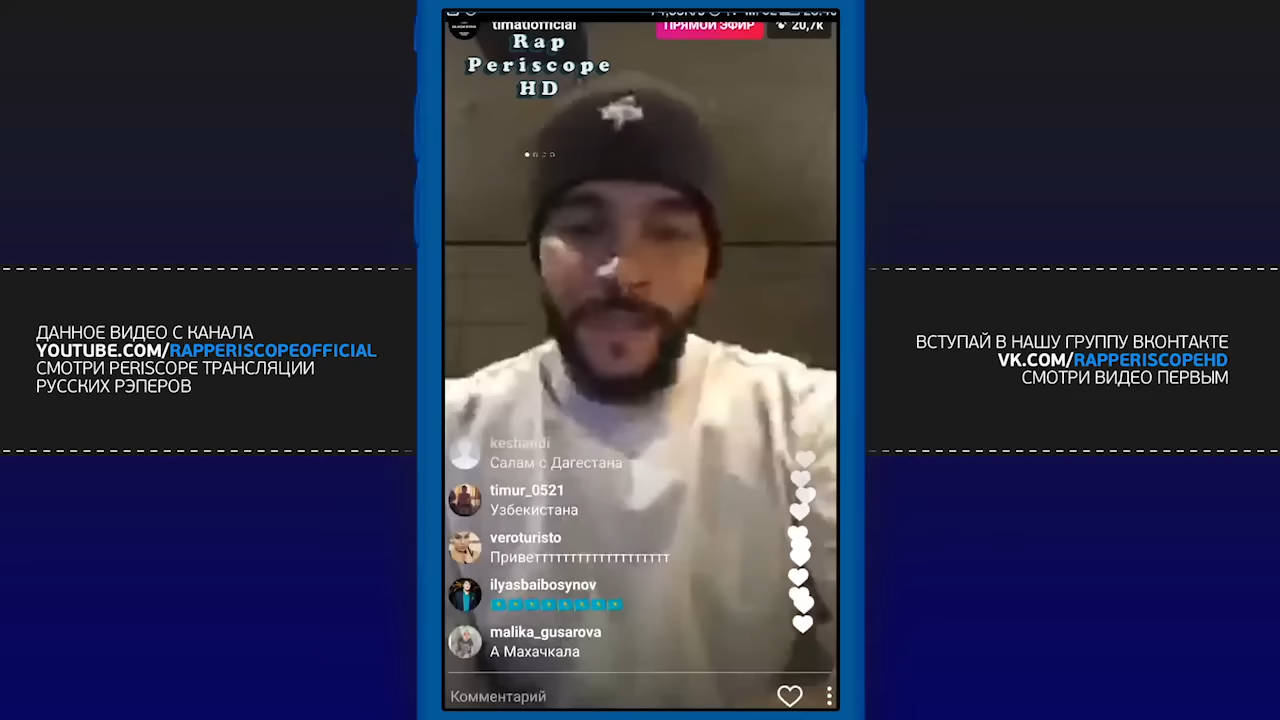 timatiofficial
ПРЯМОЙ ЭФИР
20,7k
Rap
Periscope
HD
ДАННОЕ ВИДЕО С КАНАЛА
YOUTUBE.COM/RAPPERISCOPEOFFICIAL
СМОТРИ PERISCOPE ТРАНСЛЯЦИИ
РУССКИХ РЭПЕРОВ
ВСТУПАЙ В НАШУ ГРУППУ ВКОНТАКТЕ
VK.COM/RAPPERISCOPEHD
СМОТРИ ВИДЕО ПЕРВЫМ
keshandi
Салам с Дагестана
timur_0521
Узбекистана
veroturisto
Приветтттттттттттттттттттт
ilyasbaibosynov
malika_gusarova
А Махачкала
Комментарий